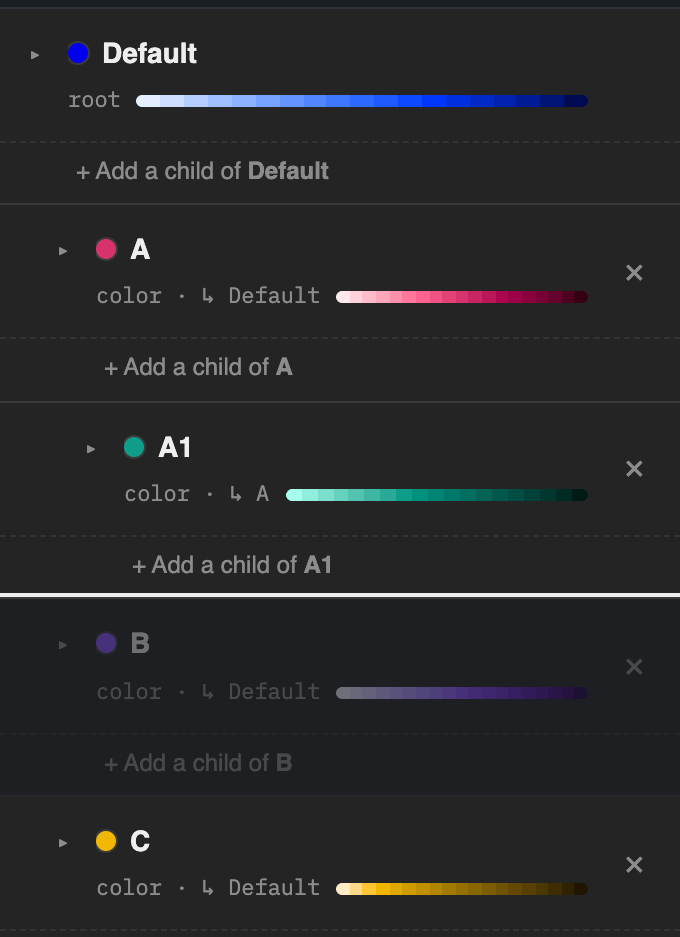 Default
root
+ Add a child of Default
A
color · ↳ Default
+ Add a child of A
A1
color · ↳ A
+ Add a child of A1
B
color · ↳ Default
+ Add a child of B
C
color · ↳ Default